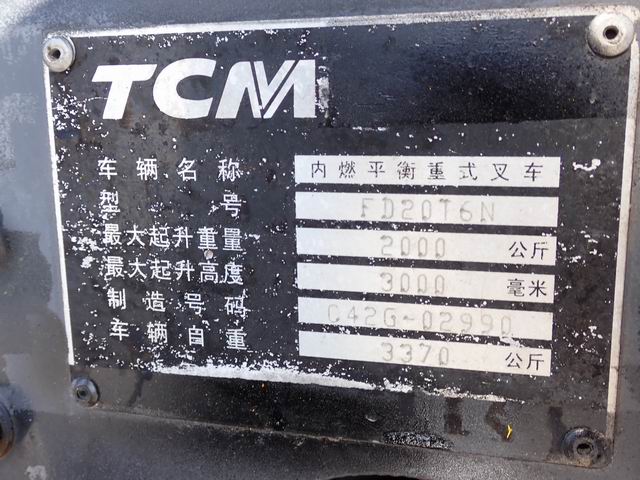 TCM
车辆名称 内燃平衡重式叉车
型号 FD20T6N
最大起升重量 2000 公斤
最大起升高度 3000 毫米
制造号码 C42G-02990
车辆自重 3370 公斤